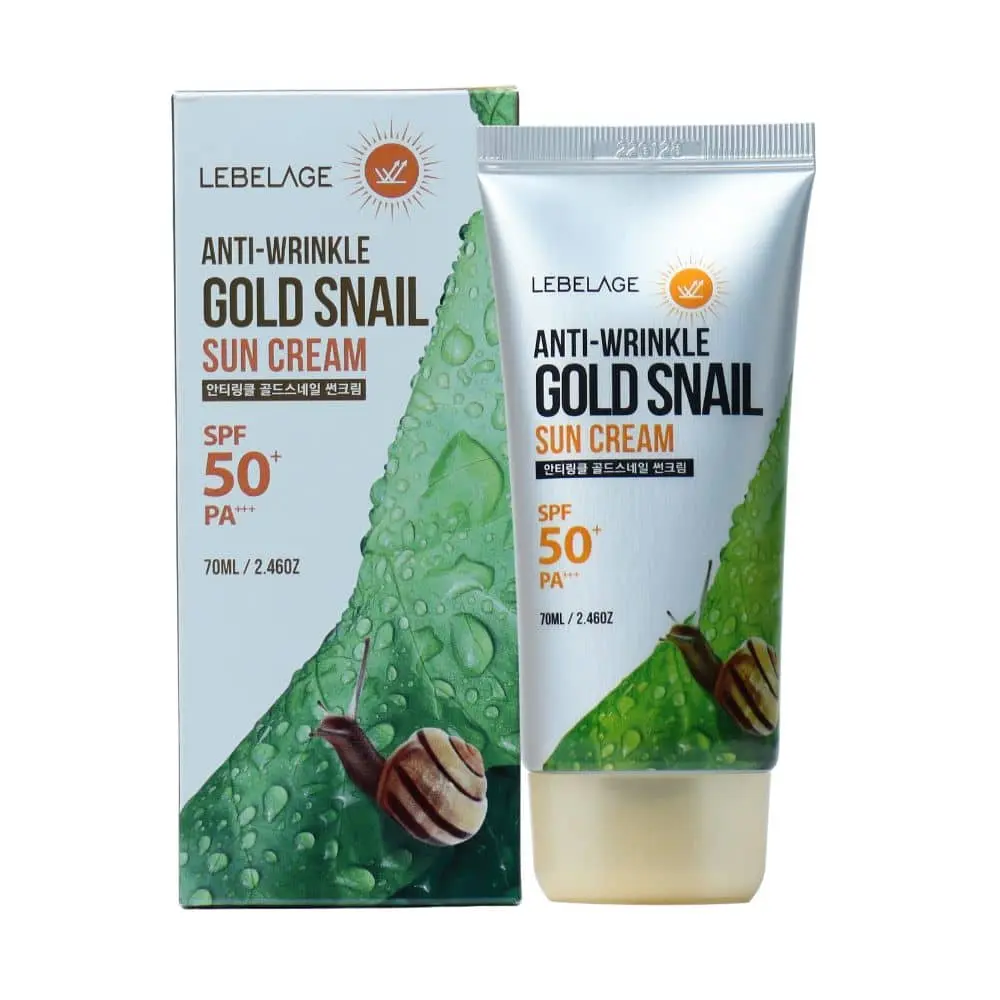 LEBELAGE
ANTI-WRINKLE
GOLD SNAIL
SUN CREAM
안티링클 골드스네일 썬크림
SPF
50+
PA+++
70ML / 2.46OZ
220126
LEBELAGE
ANTI-WRINKLE
GOLD SNAIL
SUN CREAM
안티링클 골드스네일 썬크림
SPF
50+
PA+++
70ML / 2.46OZ